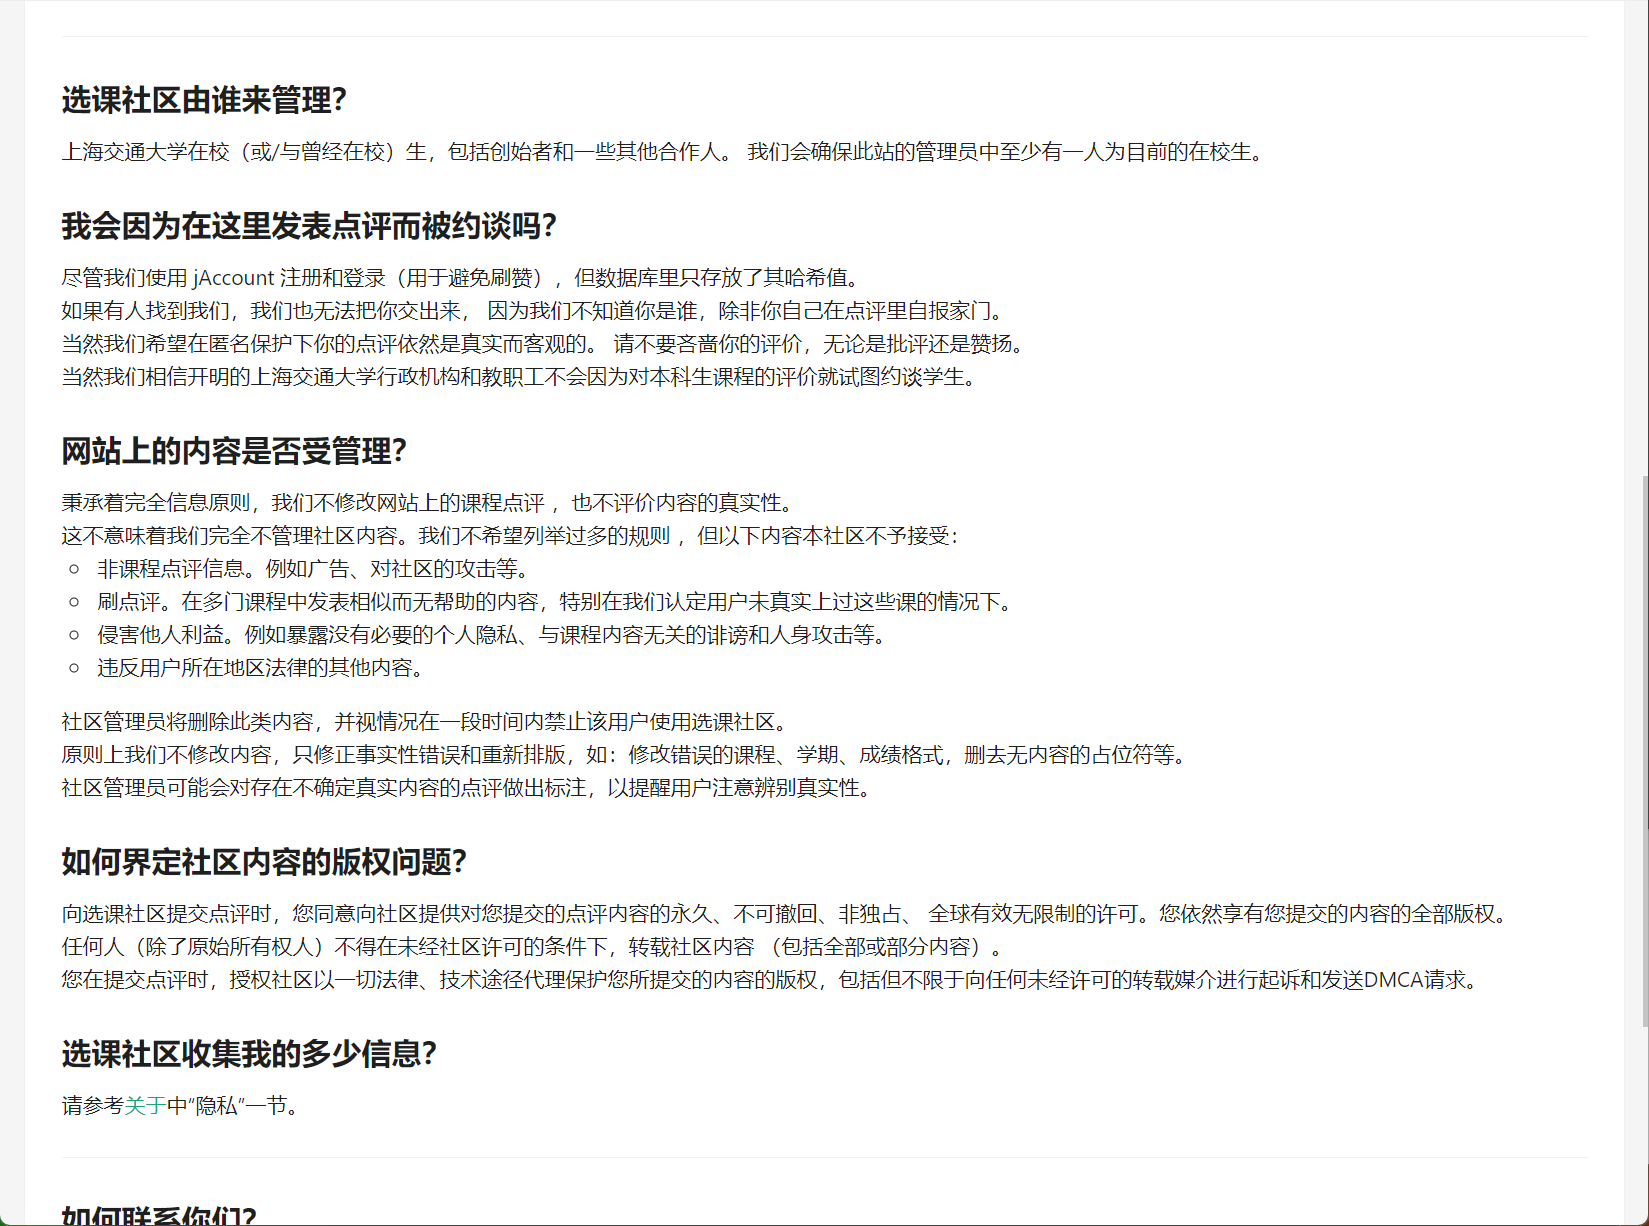 选课社区由谁来管理？
上海交通大学在校（或/与曾经在校）生，包括创始者和一些其他合作人。 我们会确保此站的管理员中至少有一人为目前的在校生。
我会因为在这里发表点评而被约谈吗？
尽管我们使用 jAccount 注册和登录（用于避免刷赞），但数据库里只存放了其哈希值。
如果有人找到我们，我们也无法把你交出来， 因为我们不知道你是谁，除非你自己在点评里自报家门。
当然我们希望在匿名保护下你的点评依然是真实而客观的。 请不要吝啬你的评价，无论是批评还是赞扬。
当然我们相信开明的上海交通大学行政机构和教职工不会因为对本科生课程的评价就试图约谈学生。
网站上的内容是否受管理？
秉承着完全信息原则，我们不修改网站上的课程点评 ，也不评价内容的真实性。
这不意味着我们完全不管理社区内容。我们不希望列举过多的规则 ，但以下内容本社区不予接受：
非课程点评信息。例如广告、对社区的攻击等。
刷点评。在多门课程中发表相似而无帮助的内容，特别在我们认定用户未真实上过这些课的情况下。
侵害他人利益。例如暴露没有必要的个人隐私、与课程内容无关的诽谤和人身攻击等。
违反用户所在地区法律的其他内容。
社区管理员将删除此类内容，并视情况在一段时间内禁止该用户使用选课社区。
原则上我们不修改内容，只修正事实性错误和重新排版，如：修改错误的课程、学期、成绩格式，删去无内容的占位符等。
社区管理员可能会对存在不确定真实内容的点评做出标注，以提醒用户注意辨别真实性。
如何界定社区内容的版权问题？
向选课社区提交点评时，您同意向社区提供对您提交的点评内容的永久、不可撤回、非独占、 全球有效无限制的许可。您依然享有您提交的内容的全部版权。
任何人（除了原始所有权人）不得在未经社区许可的条件下，转载社区内容 （包括全部或部分内容）。
您在提交点评时，授权社区以一切法律、技术途径代理保护您所提交的内容的版权，包括但不限于向任何未经许可的转载媒介进行起诉和发送DMCA请求。
选课社区收集我的多少信息？
请参考关于中“隐私”一节。
如何联系你们？